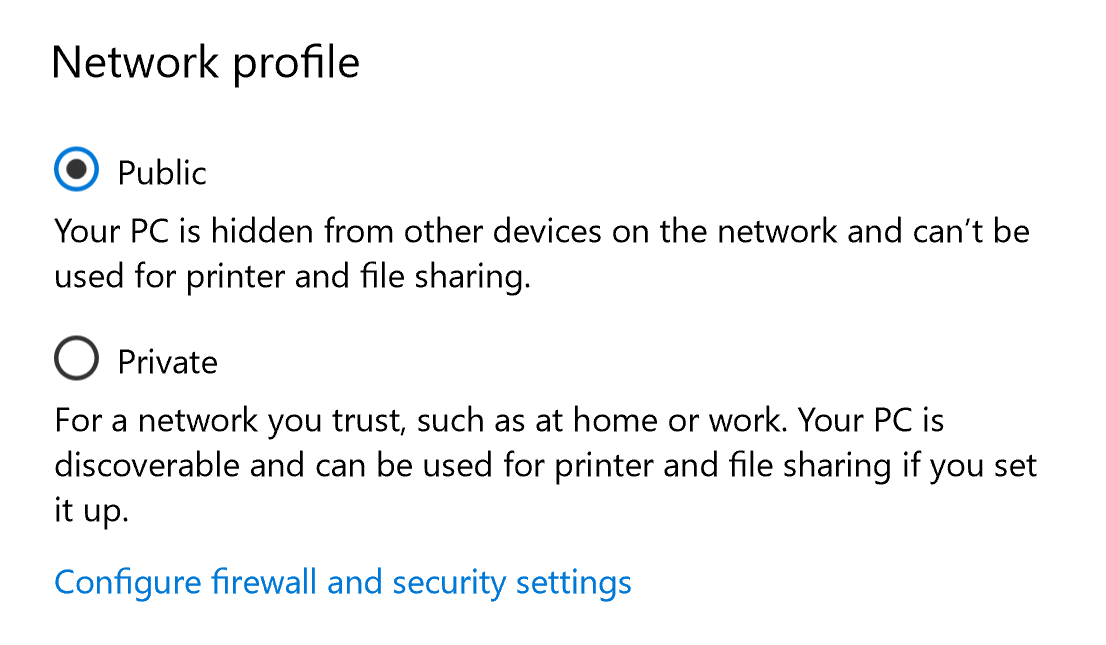 Network profile
Public
Your PC is hidden from other devices on the network and can’t be
used for printer and file sharing.
Private
For a network you trust, such as at home or work. Your PC is
discoverable and can be used for printer and file sharing if you set
it up.
Configure firewall and security settings